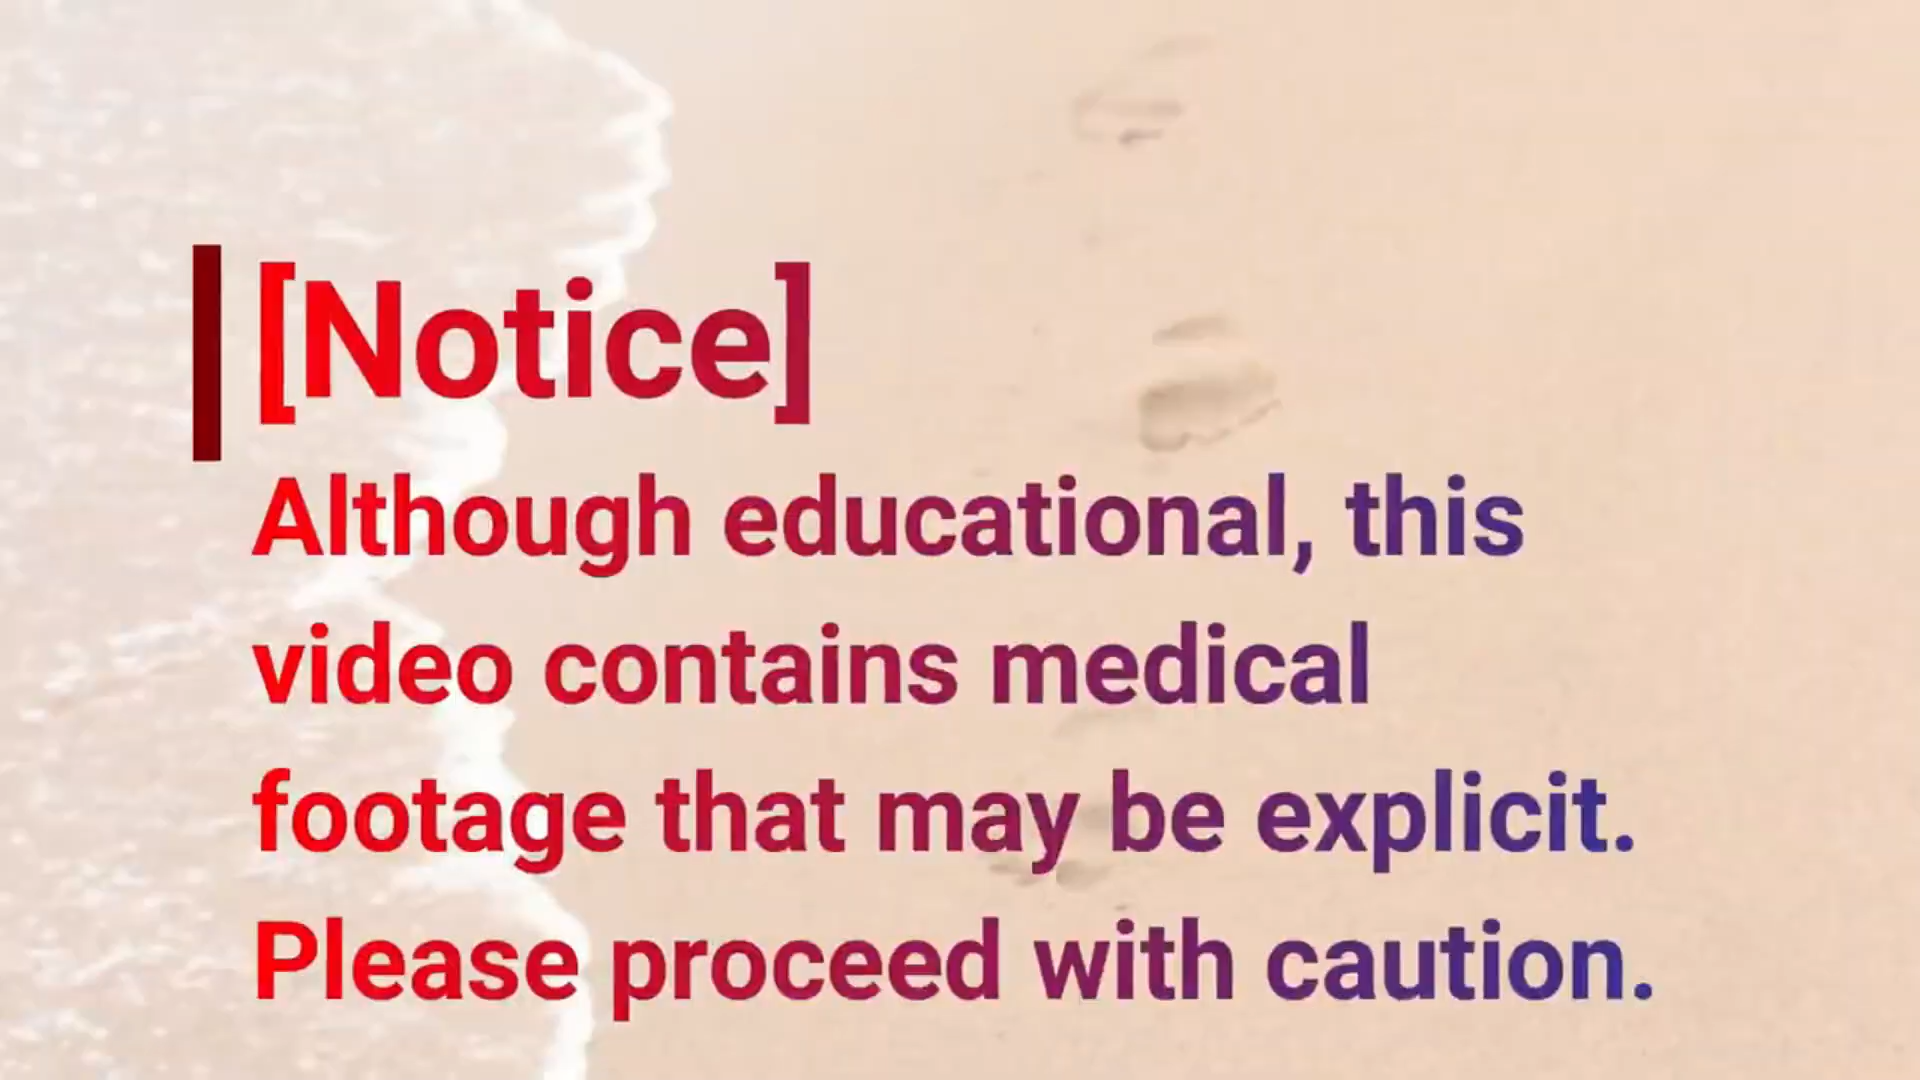 [Notice]
Although educational, this
video contains medical
footage that may be explicit.
Please proceed with caution.